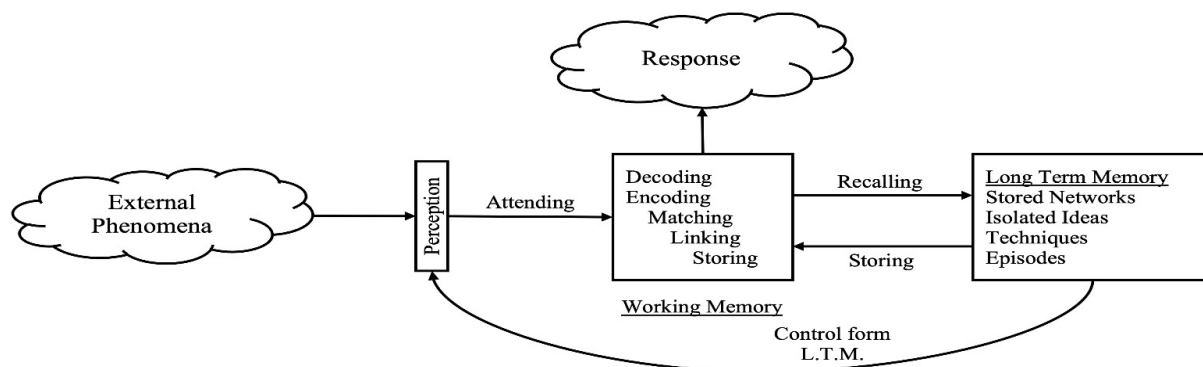 Response
External
Phenomena
Perception
Attending
Decoding
Encoding
Matching
Linking
Storing
Working Memory
Recalling
Storing
Long Term Memory
Stored Networks
Isolated Ideas
Techniques
Episodes
Control form
L.T.M.